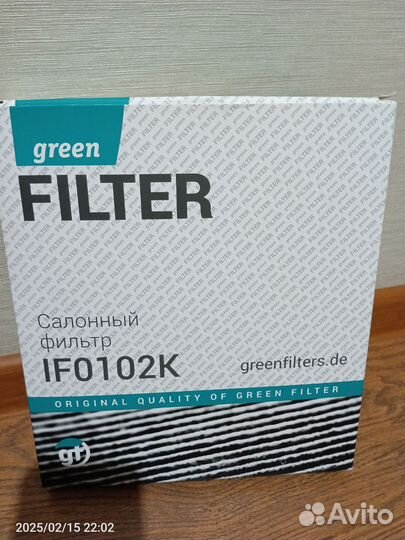 green
FILTER
Салонный
фильтр
IF0102K
greenfilters.de
ORIGINAL QUALITY OF GREEN FILTER
gf)
2025/02/15 22:02
Avito